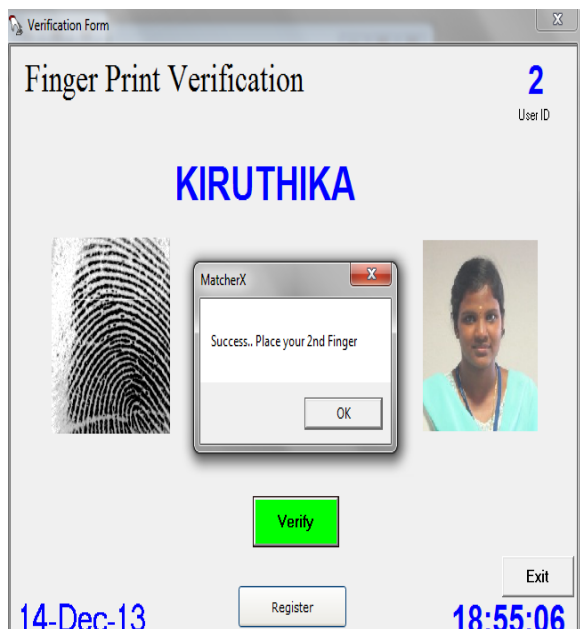 Verification Form
X
Finger Print Verification
2
User ID
KIRUTHIKA
MatcherX
X
Success.. Place your 2nd Finger
OK
Verify
Exit
Register
14-Dec-13
18:55:06